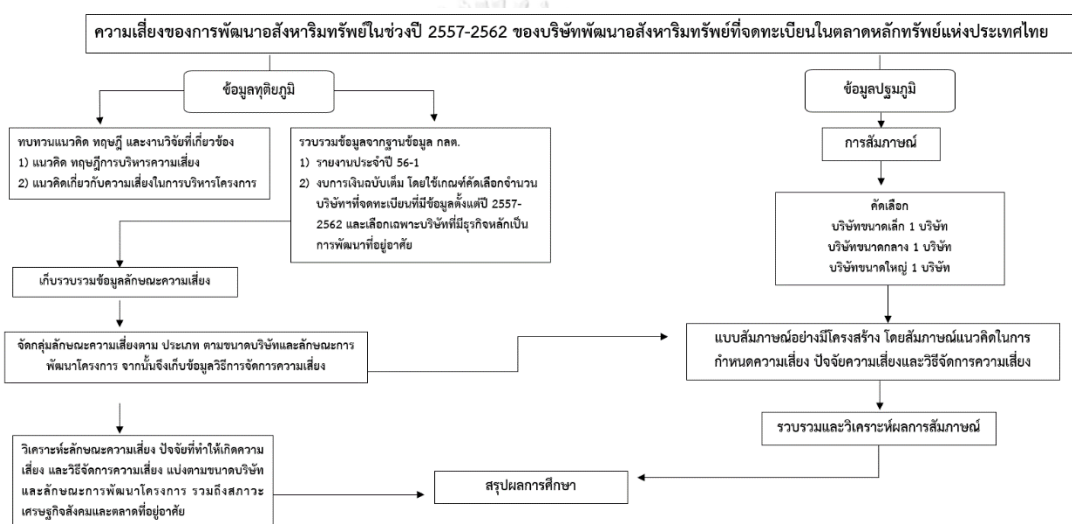 ความเสี่ยงของการพัฒนาอสังหาริมทรัพย์ในช่วงปี 2557-2562 ของบริษัทพัฒนาอสังหาริมทรัพย์ที่จดทะเบียนในตลาดหลักทรัพย์แห่งประเทศไทย
ข้อมูลทุติยภูมิ
ข้อมูลปฐมภูมิ
ทบทวนแนวคิด ทฤษฎี และงานวิจัยที่เกี่ยวข้อง
1) แนวคิด ทฤษฎีการบริหารความเสี่ยง
2) แนวคิดเกี่ยวกับความเสี่ยงในการบริหารโครงการ
รวบรวมข้อมูลจากฐานข้อมูล กลต.
1) รายงานประจำปี 56-1
2) งบการเงินฉบับเต็ม โดยใช้เกณฑ์คัดเลือกจำนวน
บริษัทฯที่จดทะเบียนที่มีข้อมูลตั้งแต่ปี 2557-
2562 และเลือกเฉพาะบริษัทที่มีธุรกิจหลักเป็น
การพัฒนาที่อยู่อาศัย
การสัมภาษณ์
คัดเลือก
บริษัทขนาดเล็ก 1 บริษัท
บริษัทขนาดกลาง 1 บริษัท
บริษัทขนาดใหญ่ 1 บริษัท
เก็บรวบรวมข้อมูลลักษณะความเสี่ยง
จัดกลุ่มลักษณะความเสี่ยงตาม ประเภท ตามขนาดบริษัทและลักษณะการ
พัฒนาโครงการ จากนั้นจึงเก็บข้อมูลวิธีการจัดการความเสี่ยง
แบบสัมภาษณ์อย่างมีโครงสร้าง โดยสัมภาษณ์แนวคิดในการ
กำหนดความเสี่ยง ปัจจัยความเสี่ยงและวิธีจัดการความเสี่ยง
รวบรวมและวิเคราะห์ผลการสัมภาษณ์
วิเคราะห์ลักษณะความเสี่ยง ปัจจัยที่ทำให้เกิดความ
เสี่ยง และวิธีจัดการความเสี่ยง แบ่งตามขนาดบริษัท
และลักษณะการพัฒนาโครงการ รวมถึงสภาวะ
เศรษฐกิจสังคมและตลาดที่อยู่อาศัย
สรุปผลการศึกษา